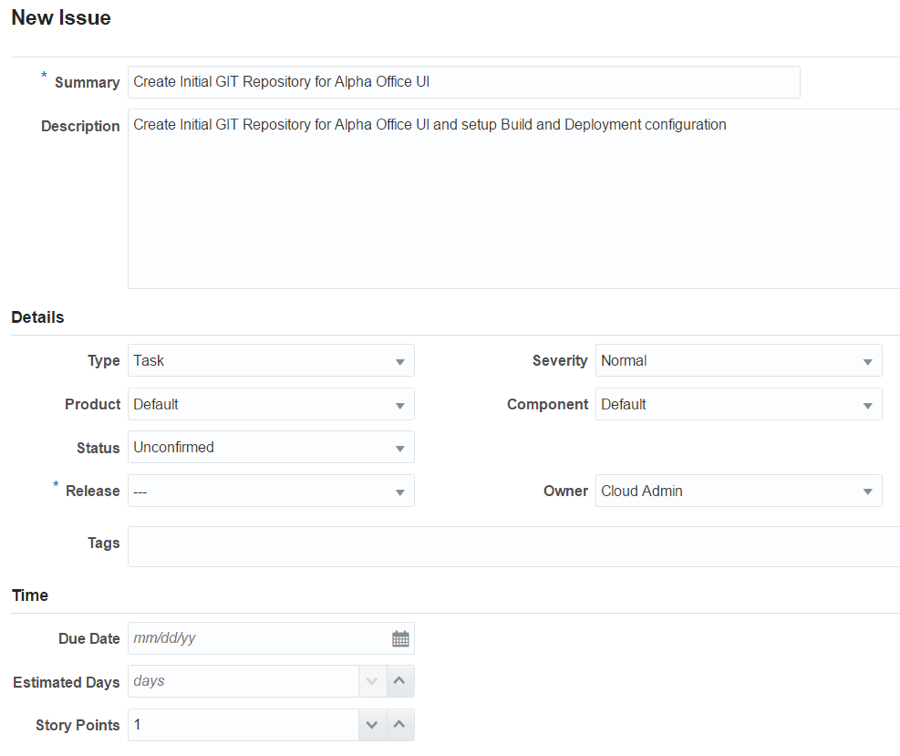 New Issue
* Summary Create Initial GIT Repository for Alpha Office UI
Description Create Initial GIT Repository for Alpha Office UI and setup Build and Deployment configuration
Details
Type Task Severity Normal
Product Default Component Default
Status Unconfirmed
* Release --- Owner Cloud Admin
Tags
Time
Due Date mm/dd/yy
Estimated Days days
Story Points 1